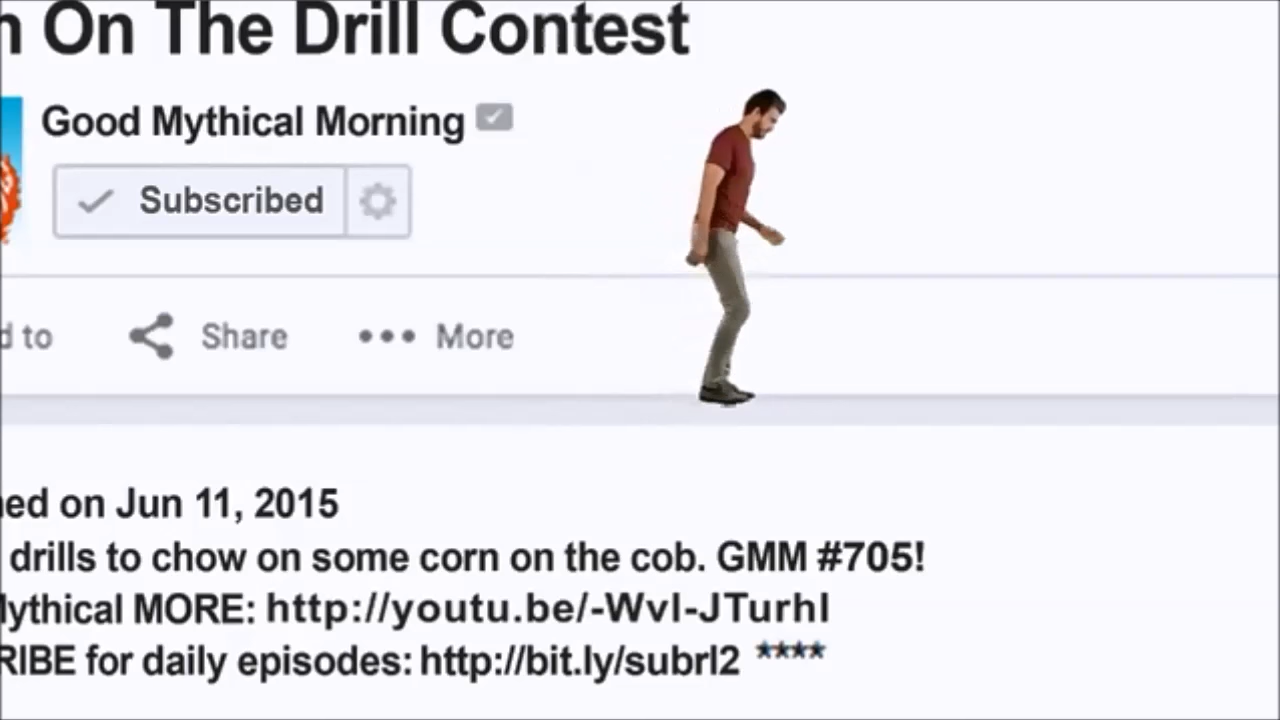 n On The Drill Contest
Good Mythical Morning
Subscribed
d to Share More
ned on Jun 11, 2015
drills to chow on some corn on the cob. GMM #705!
Mythical MORE: http://youtu.be/-WvI-JTurhI
RIBE for daily episodes: http://bit.ly/subrl2 ****